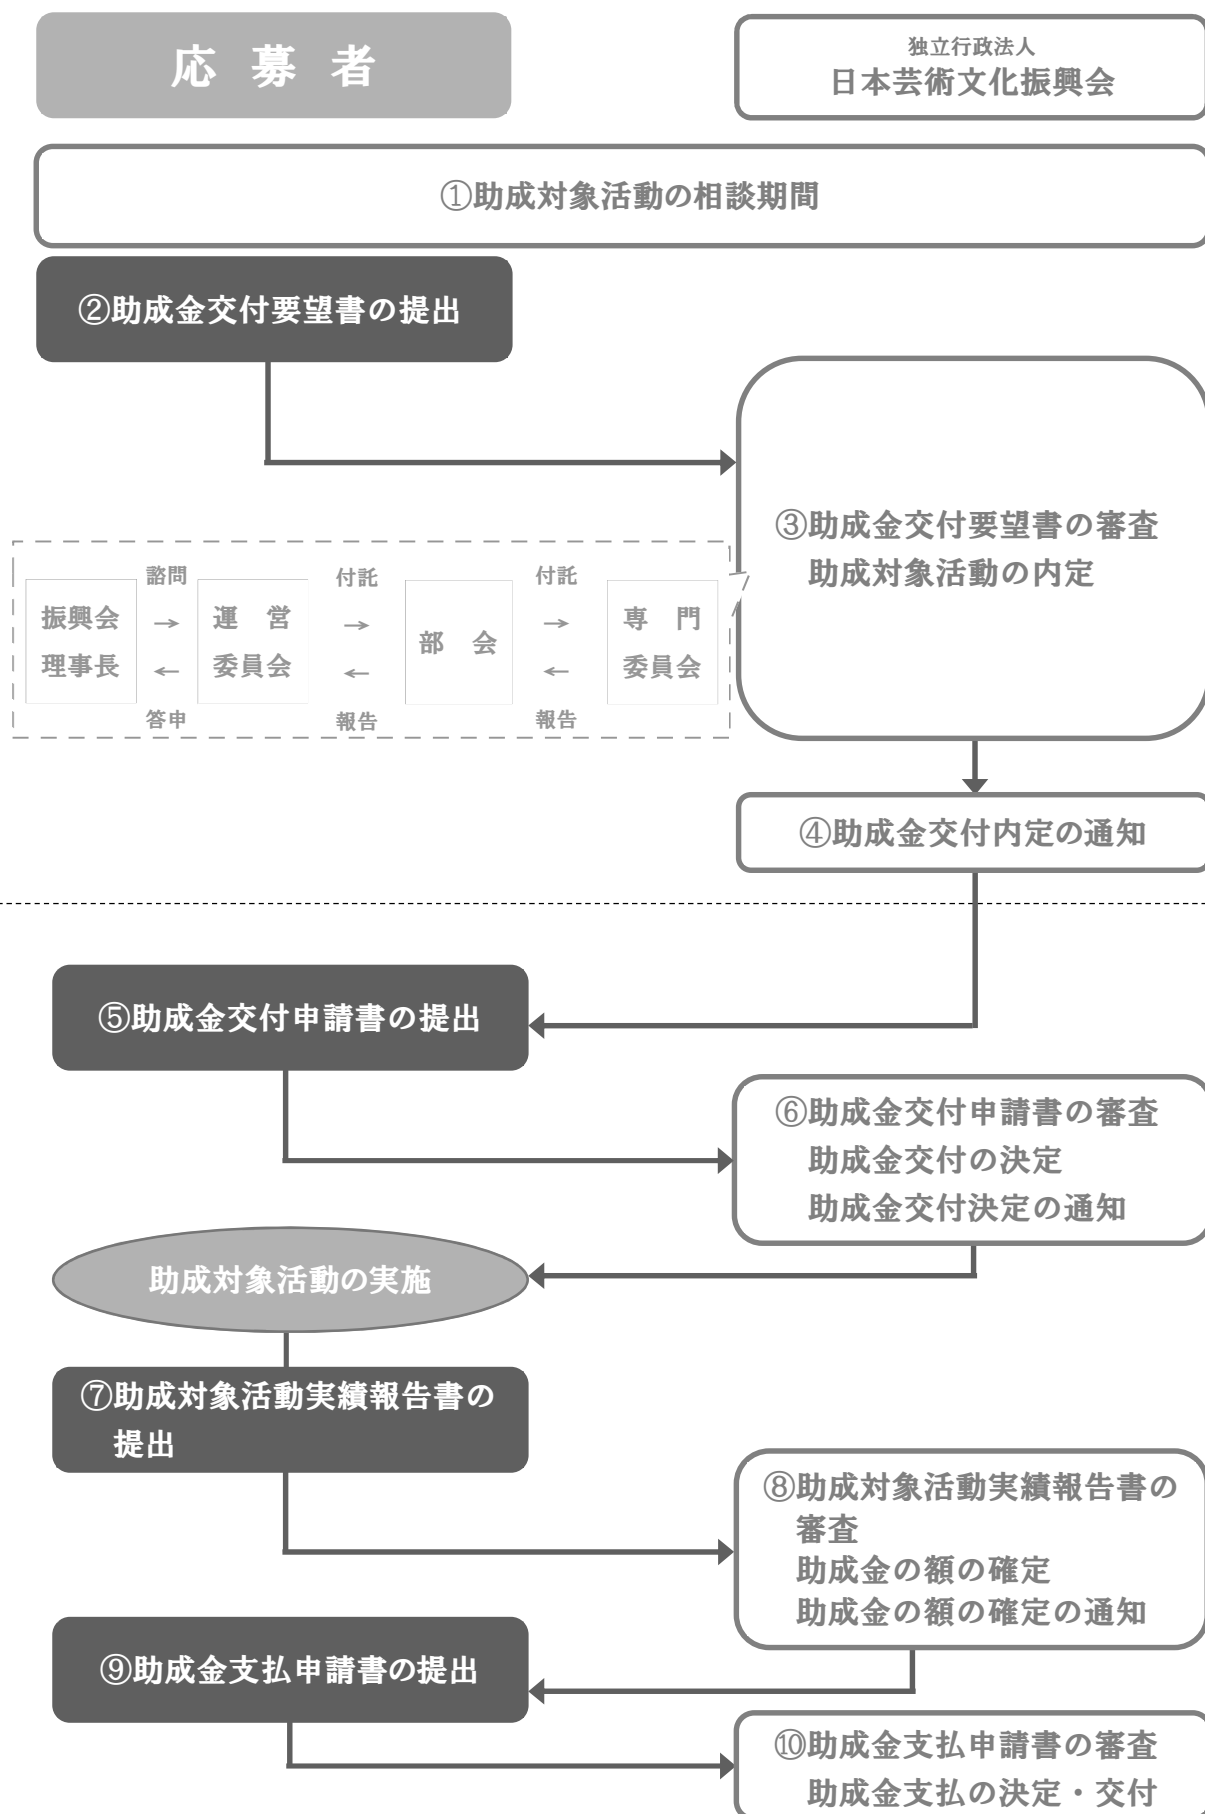 応 募 者
独立行政法人
日本芸術文化振興会
①助成対象活動の相談期間
②助成金交付要望書の提出
③助成金交付要望書の審査
助成対象活動の内定
諮問
付託
付託
振興会
理事長
→
←
運 営
委員会
→
←
部 会
→
←
専 門
委員会
答申
報告
報告
④助成金交付内定の通知
⑤助成金交付申請書の提出
⑥助成金交付申請書の審査
助成金交付の決定
助成金交付決定の通知
助成対象活動の実施
⑦助成対象活動実績報告書の
提出
⑧助成対象活動実績報告書の
審査
助成金の額の確定
助成金の額の確定の通知
⑨助成金支払申請書の提出
⑩助成金支払申請書の審査
助成金支払の決定・交付